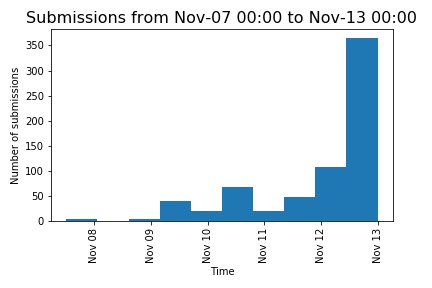 Submissions from Nov-07 00:00 to Nov-13 00:00
350
300
250
200
150
100
50
0
Number of submissions
Nov 08
Nov 09
Nov 10
Nov 11
Nov 12
Nov 13
Time